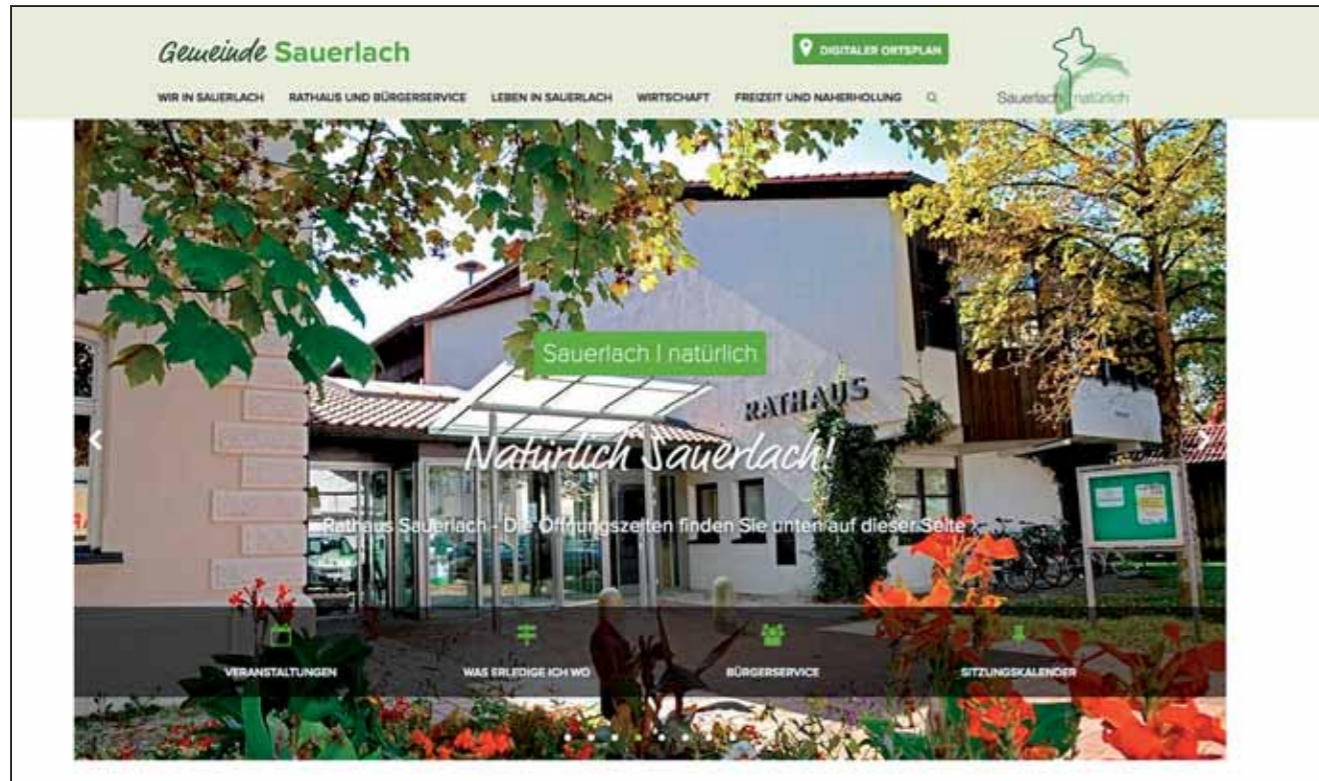 Gemeinde Sauerlach
DIGITALER ORTSPLAN
WIR IN SAUERLACH RATHAUS UND BÜRGERSERVICE LEBEN IN SAUERLACH WIRTSCHAFT FREIZEIT UND NAHERHOLUNG
Sauerlach natürlich
Sauerlach | natürlich
RATHAUS
Natürlich Sauerlach!
Rathaus Sauerlach - Die Öffnungszeiten finden Sie unten auf dieser Seite
VERANSTALTUNGEN WAS ERLEDIGE ICH WO BÜRGERSERVICE SITZUNGSKALENDER